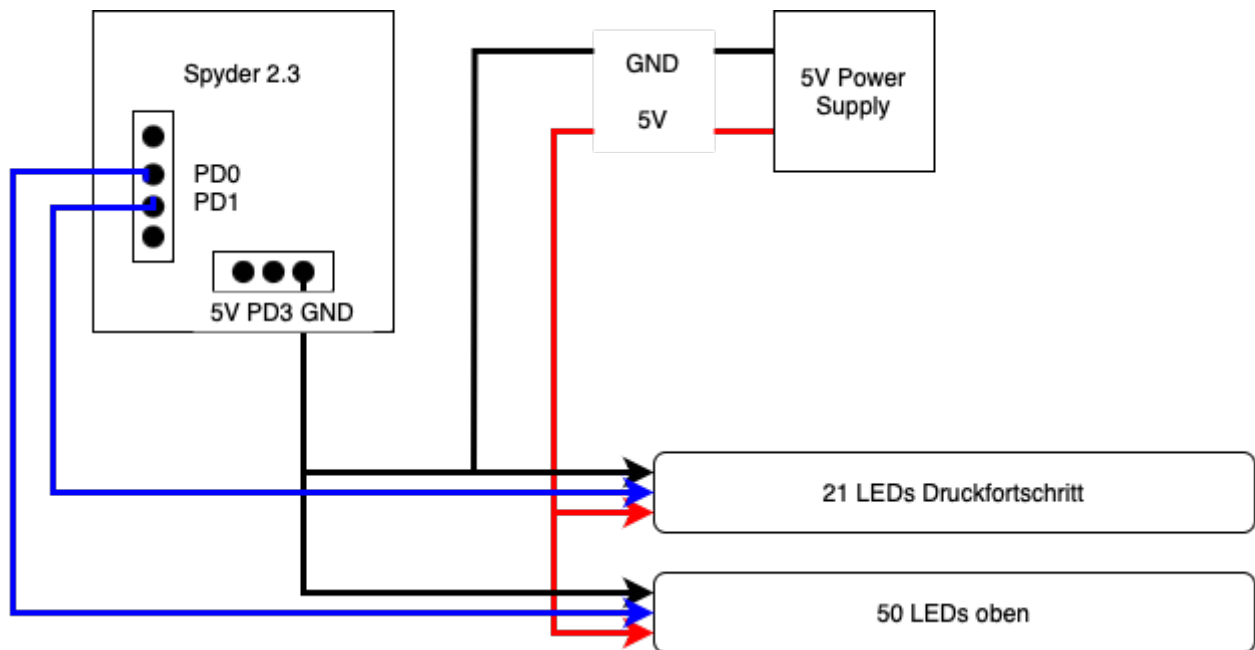 Spyder 2.3
PD0
PD1
5V PD3 GND
GND
5V
5V Power
Supply
21 LEDs Druckfortschritt
50 LEDs oben